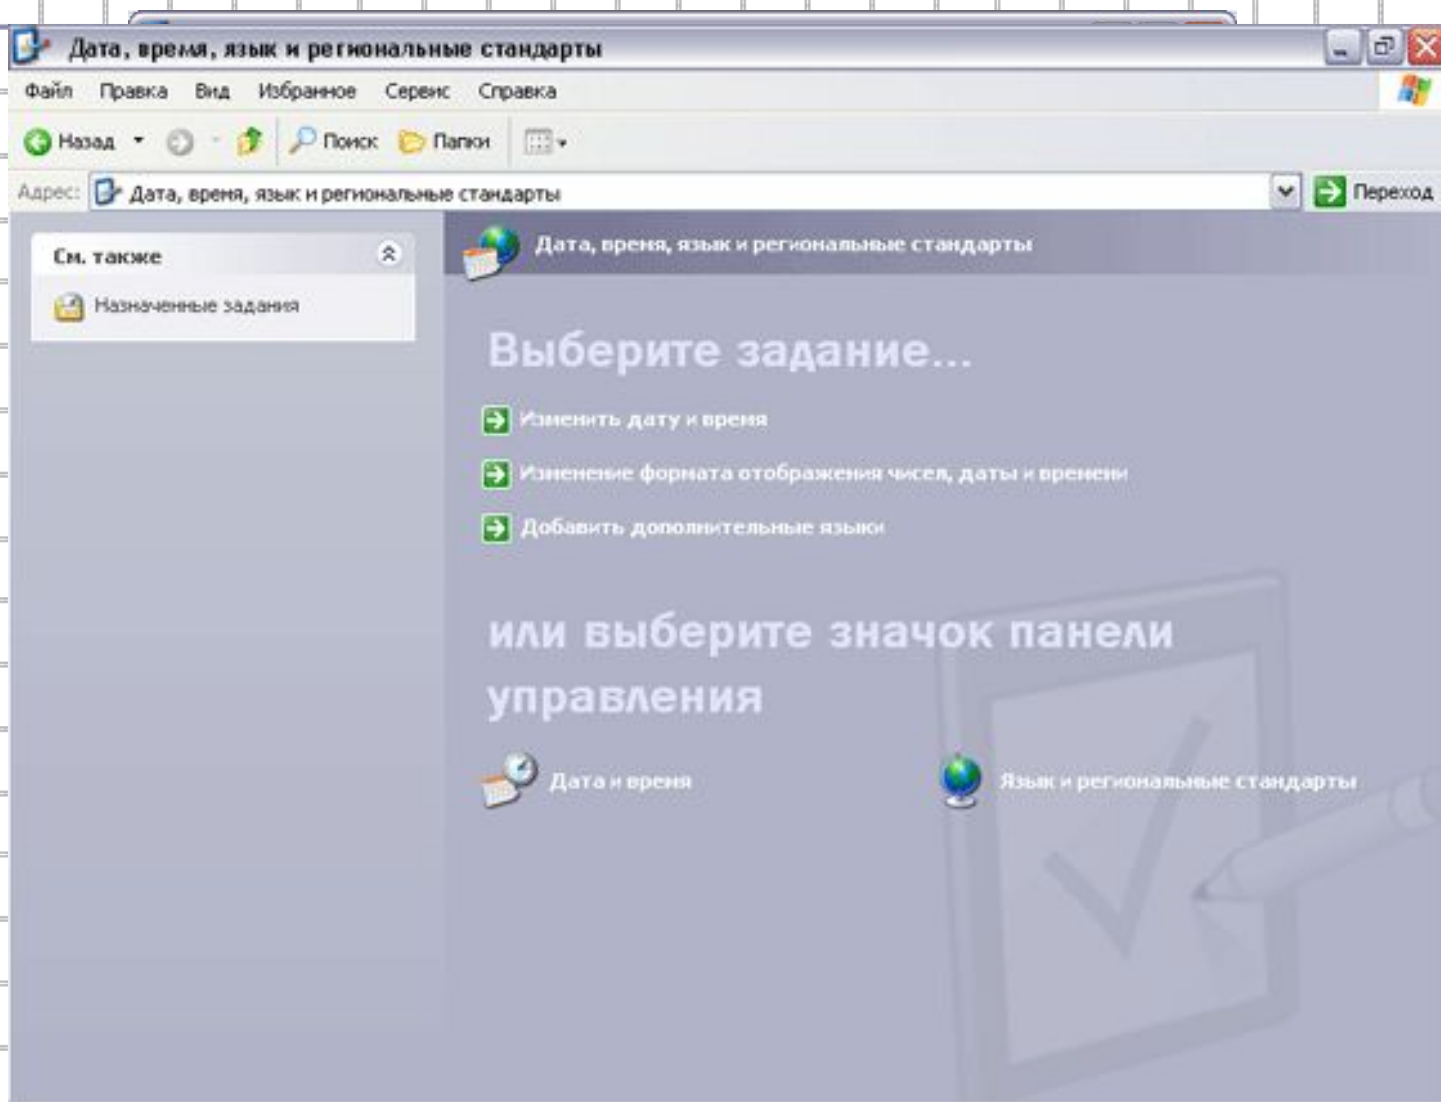 Дата, время, язык и региональные стандарты
Файл Правка Вид Избранное Сервис Справка
Назад Поиск Папки
Адрес: Дата, время, язык и региональные стандарты Переход
См. также
Назначенные задания
Дата, время, язык и региональные стандарты
Выберите задание...
Изменить дату и время
Изменение формата отображения чисел, даты и времени
Добавить дополнительные языки
или выберите значок панели
управления
Дата и время
Язык и региональные стандарты